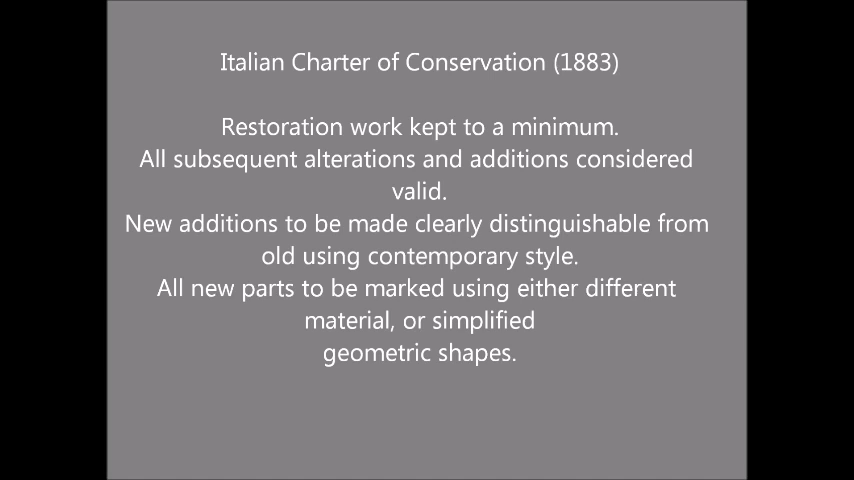 Italian Charter of Conservation (1883)
Restoration work kept to a minimum.
All subsequent alterations and additions considered
valid.
New additions to be made clearly distinguishable from
old using contemporary style.
All new parts to be marked using either different
material, or simplified
geometric shapes.